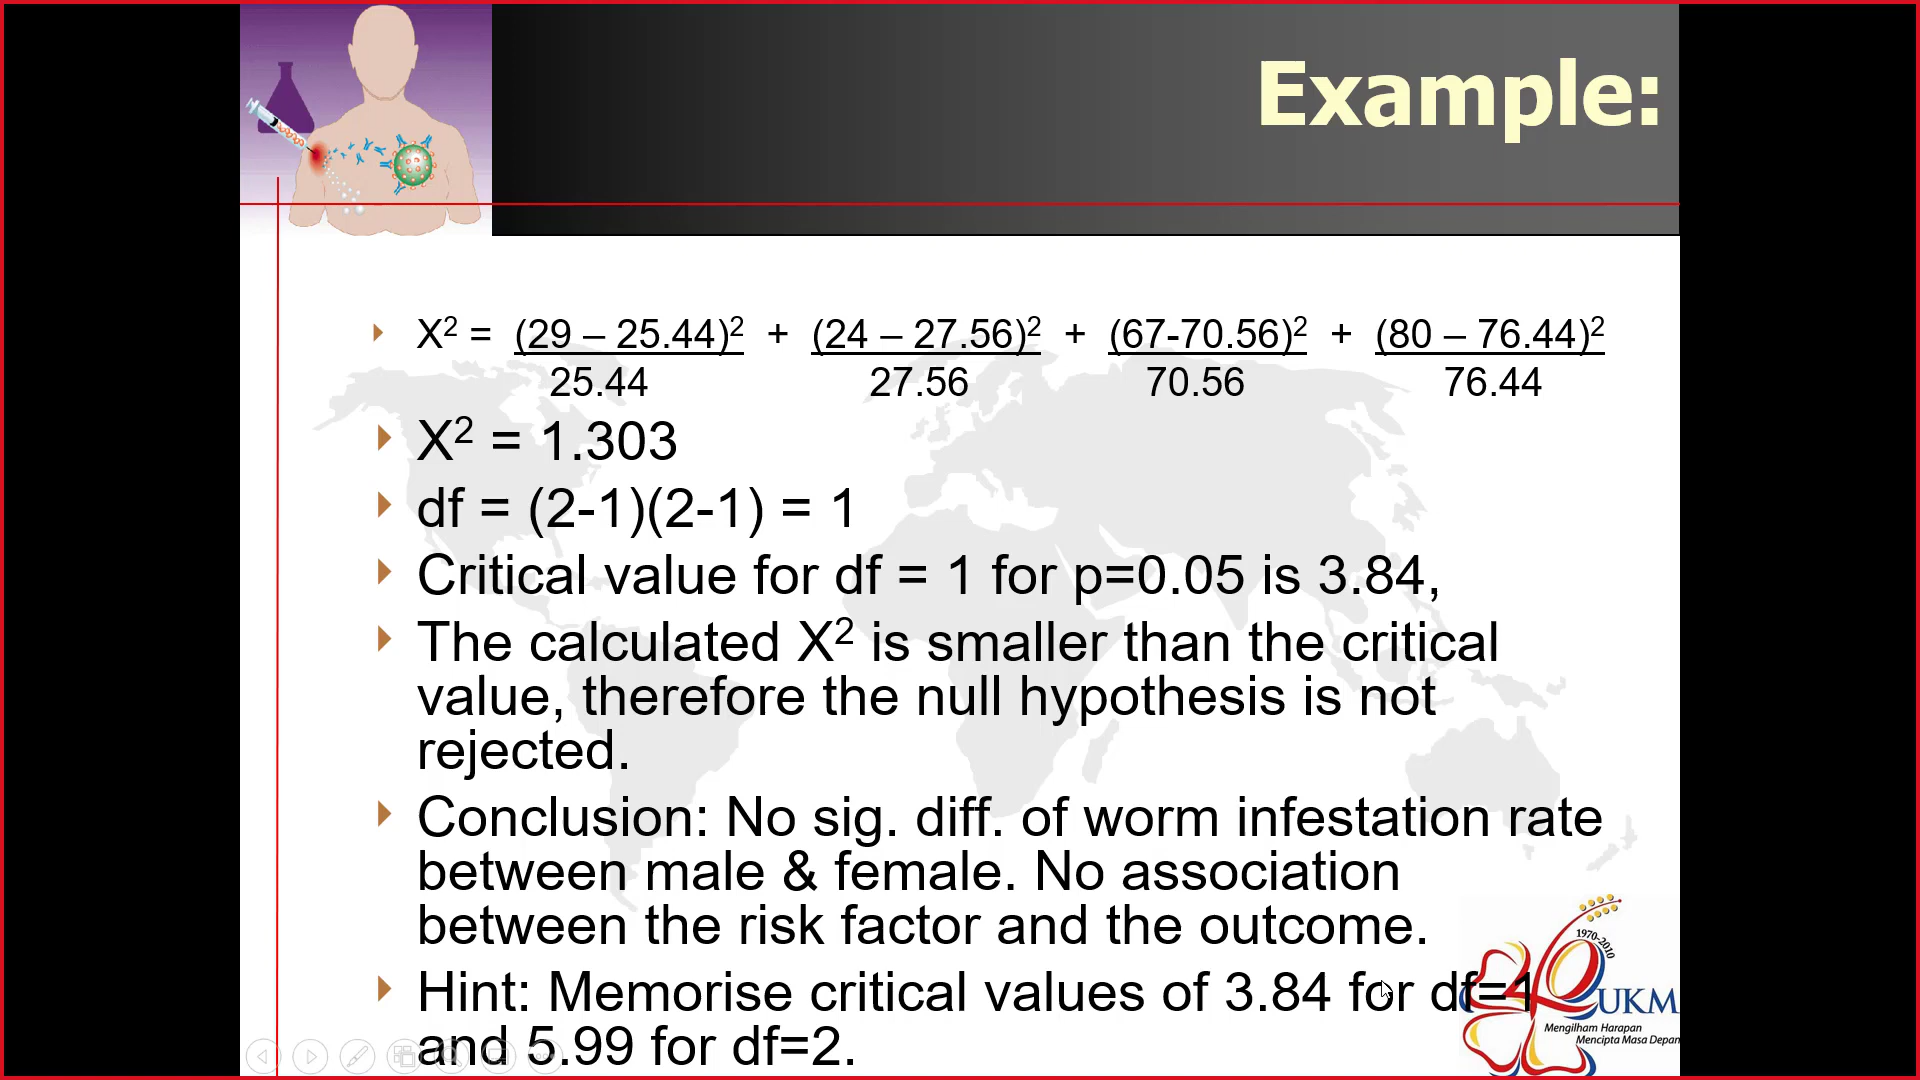 Example:
X² = (29 – 25.44)² + (24 – 27.56)² + (67-70.56)² + (80 – 76.44)²
25.44 27.56 70.56 76.44
X² = 1.303
df = (2-1)(2-1) = 1
Critical value for df = 1 for p=0.05 is 3.84,
The calculated X² is smaller than the critical
value, therefore the null hypothesis is not
rejected.
Conclusion: No sig. diff. of worm infestation rate
between male & female. No association
between the risk factor and the outcome.
Hint: Memorise critical values of 3.84 for df=1
and 5.99 for df=2.
1970-2010
UKM
Mengilham Harapan
Mencipta Masa Depan